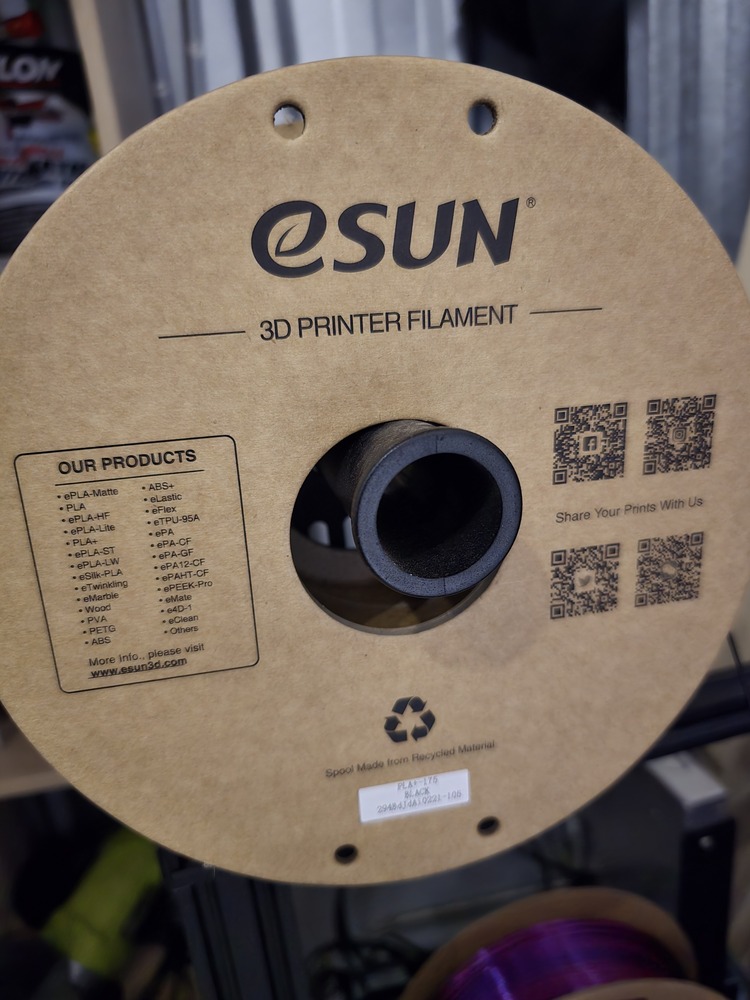 LON
eSUN®
3D PRINTER FILAMENT
OUR PRODUCTS
• ePLA-Matte
• PLA
• ePLA-HF
• ePLA-Lite
• PLA+
• ePLA-ST
• ePLA-LW
• eSilk-PLA
• eTwinkling
• eMarble
• Wood
• PVA
• PETG
• ABS
• ABS+
• eLastic
• eFlex
• eTPU-95A
• ePA
• ePA-CF
• ePA-GF
• ePA12-CF
• ePAHT-CF
• ePEEK-Pro
• eMate
• e4D-1
• eClean
• Others
More info., please visit
www.esun3d.com
Share Your Prints With Us
Spool Made from Recycled Material
PLA+-175
BLACK